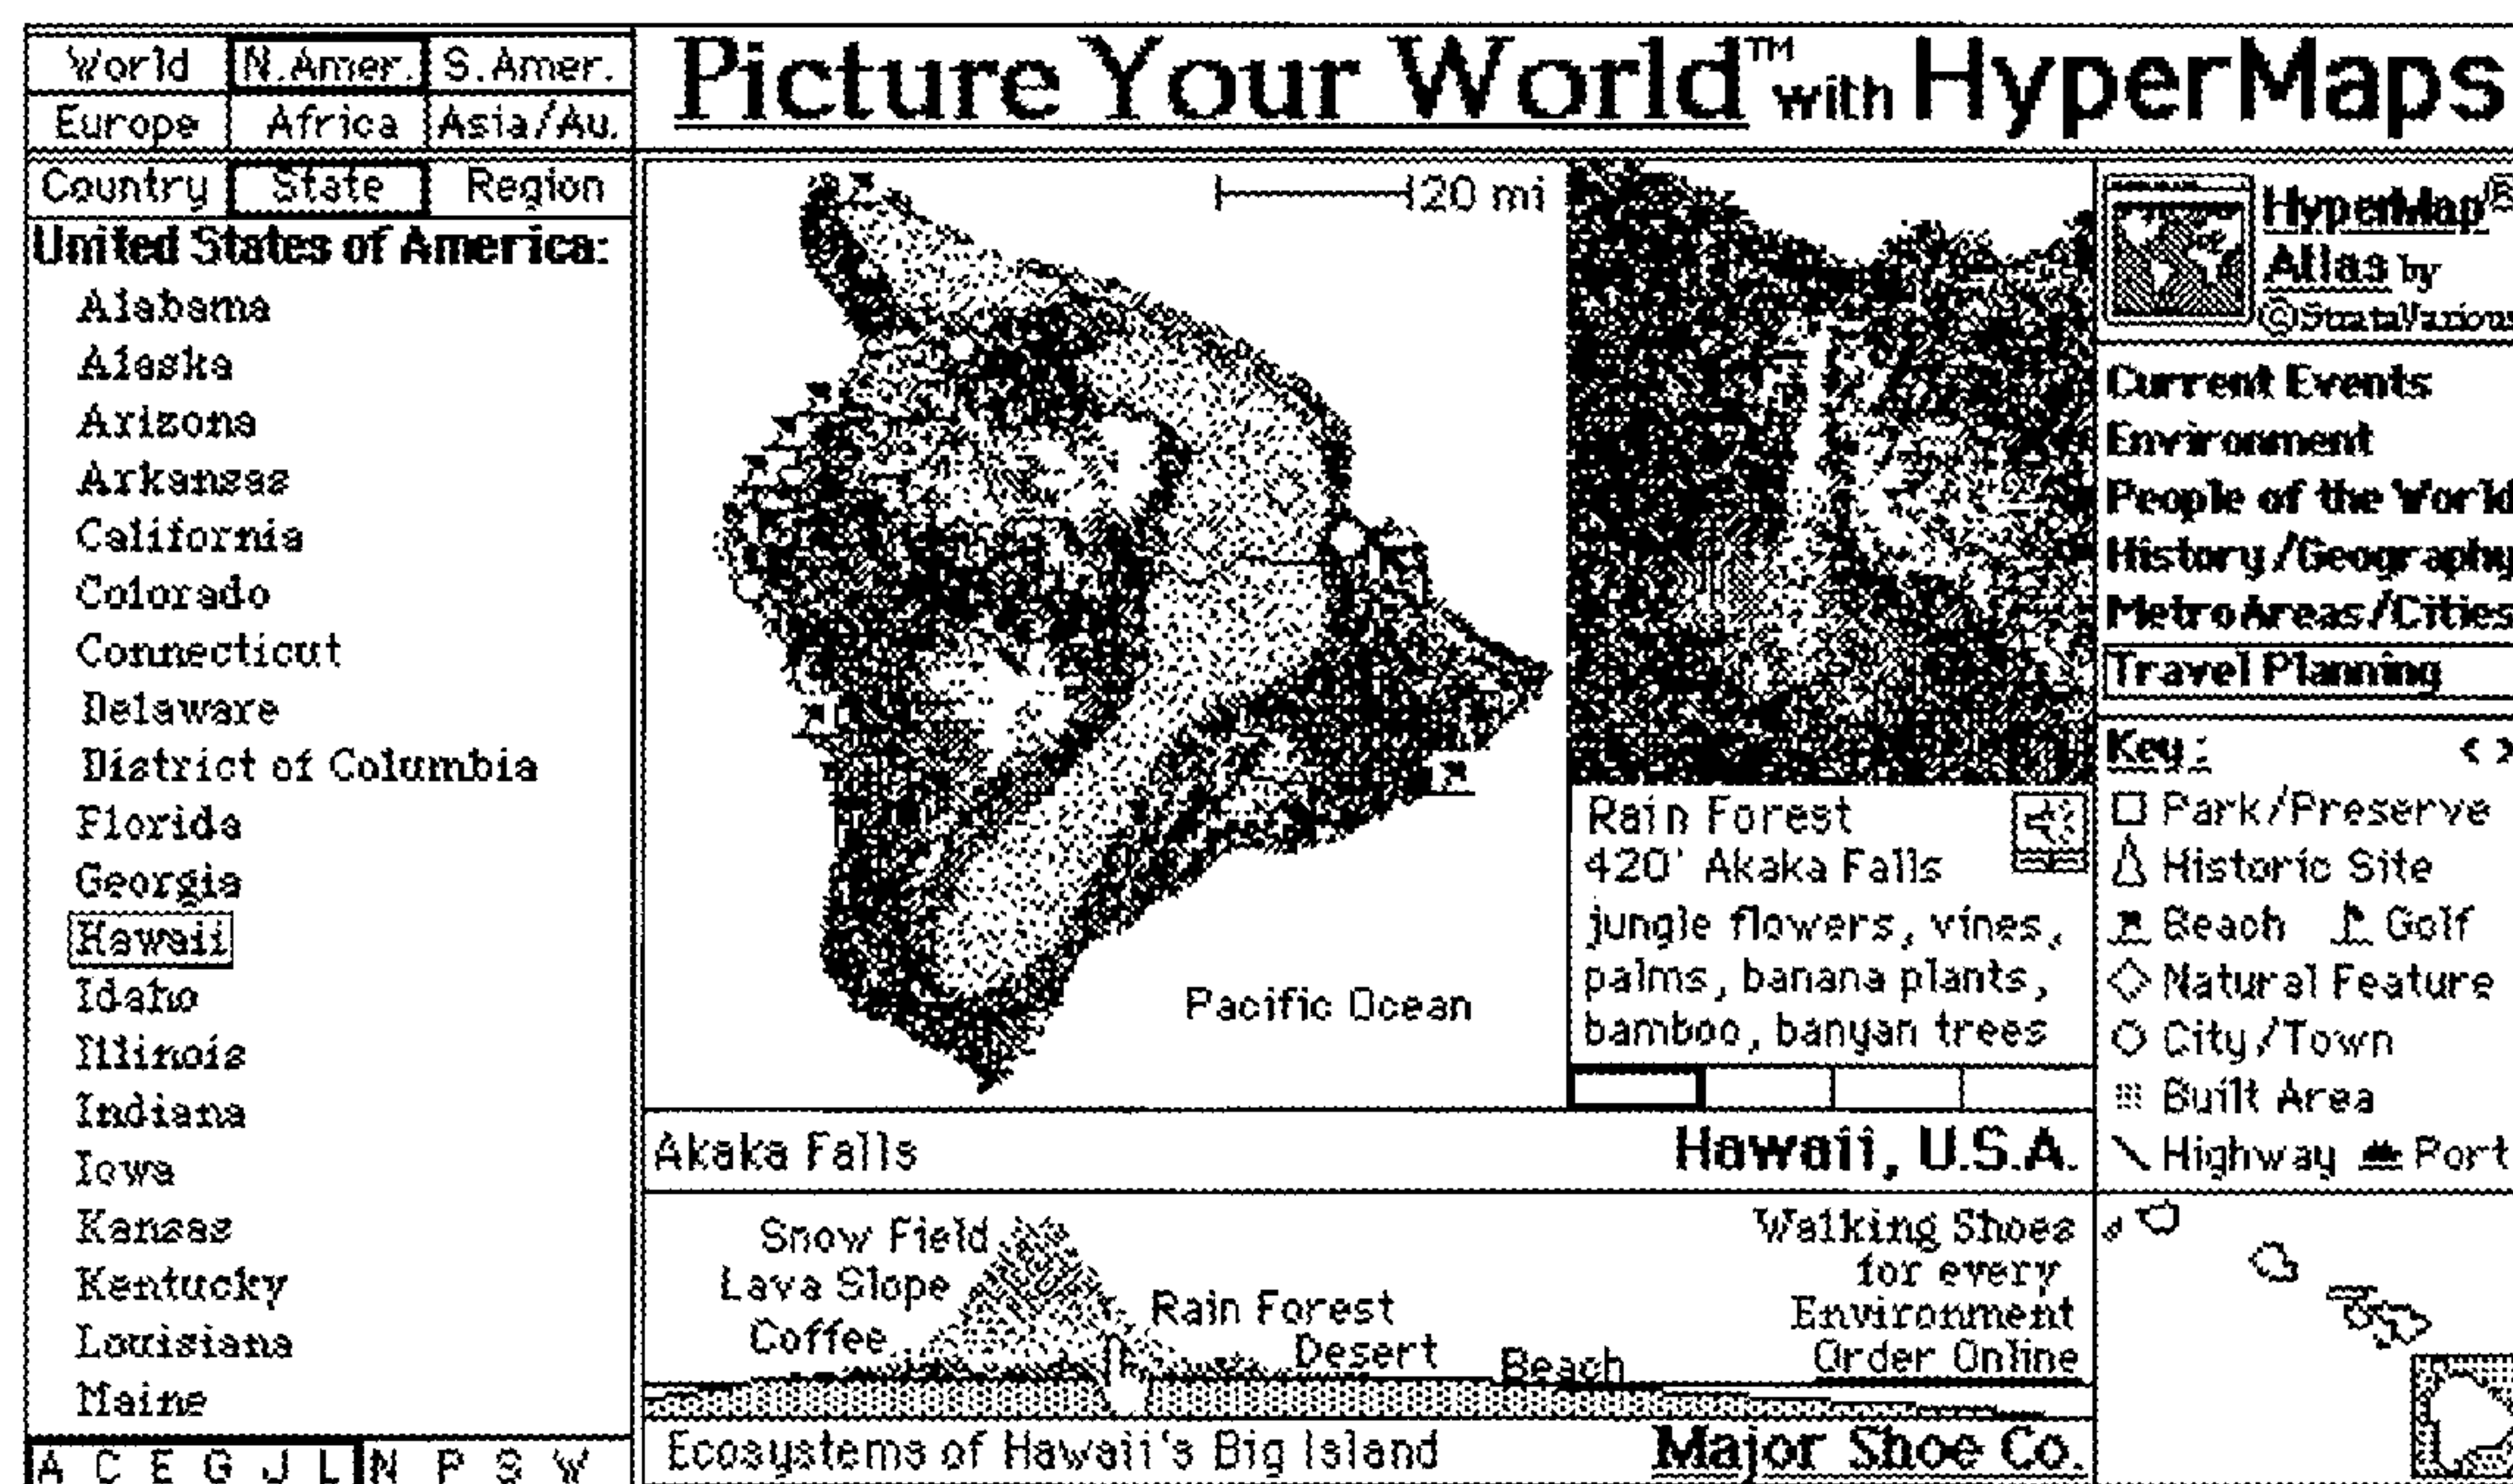 World N.Amer. S.Amer.
Europe Africa Asia/Au.
Picture Your World™ with HyperMaps
Country State Region
United States of America:
Alabama
Alaska
Arizona
Arkansas
California
Colorado
Connecticut
Delaware
District of Columbia
Florida
Georgia
Hawaii
Idaho
Illinois
Indiana
Iowa
Kansas
Kentucky
Louisiana
Maine
A C E G J L N P S W
20 mi
Pacific Ocean
Rain Forest
420' Akaka Falls
jungle flowers, vines,
palms, banana plants,
bamboo, banyan trees
Akaka Falls
Hawaii, U.S.A.
Snow Field
Lava Slope
Coffee
Rain Forest
Desert
Beach
Walking Shoes
for every
Environment
Order Online
Ecosystems of Hawaii's Big Island
Major Shoe Co.
HyperMap®
Atlas by
©StrataVarious
Current Events
Environment
People of the World
History/Geography
MetroAreas/Cities
Travel Planning
Key: < >
Park/Preserve
Historic Site
Beach Golf
Natural Feature
City/Town
Built Area
Highway Port